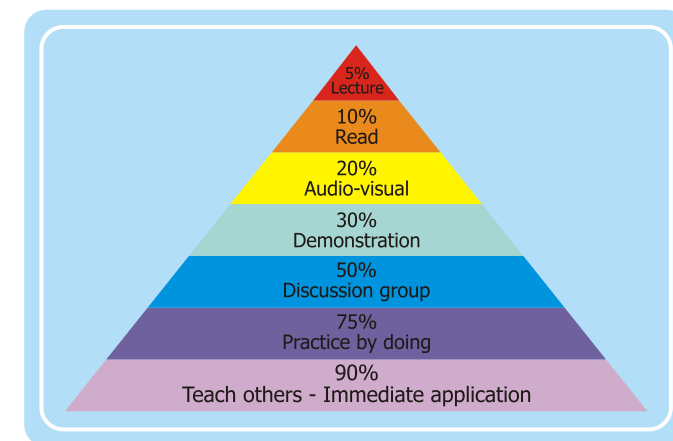 5%
Lecture
10%
Read
20%
Audio-visual
30%
Demonstration
50%
Discussion group
75%
Practice by doing
90%
Teach others - Immediate application